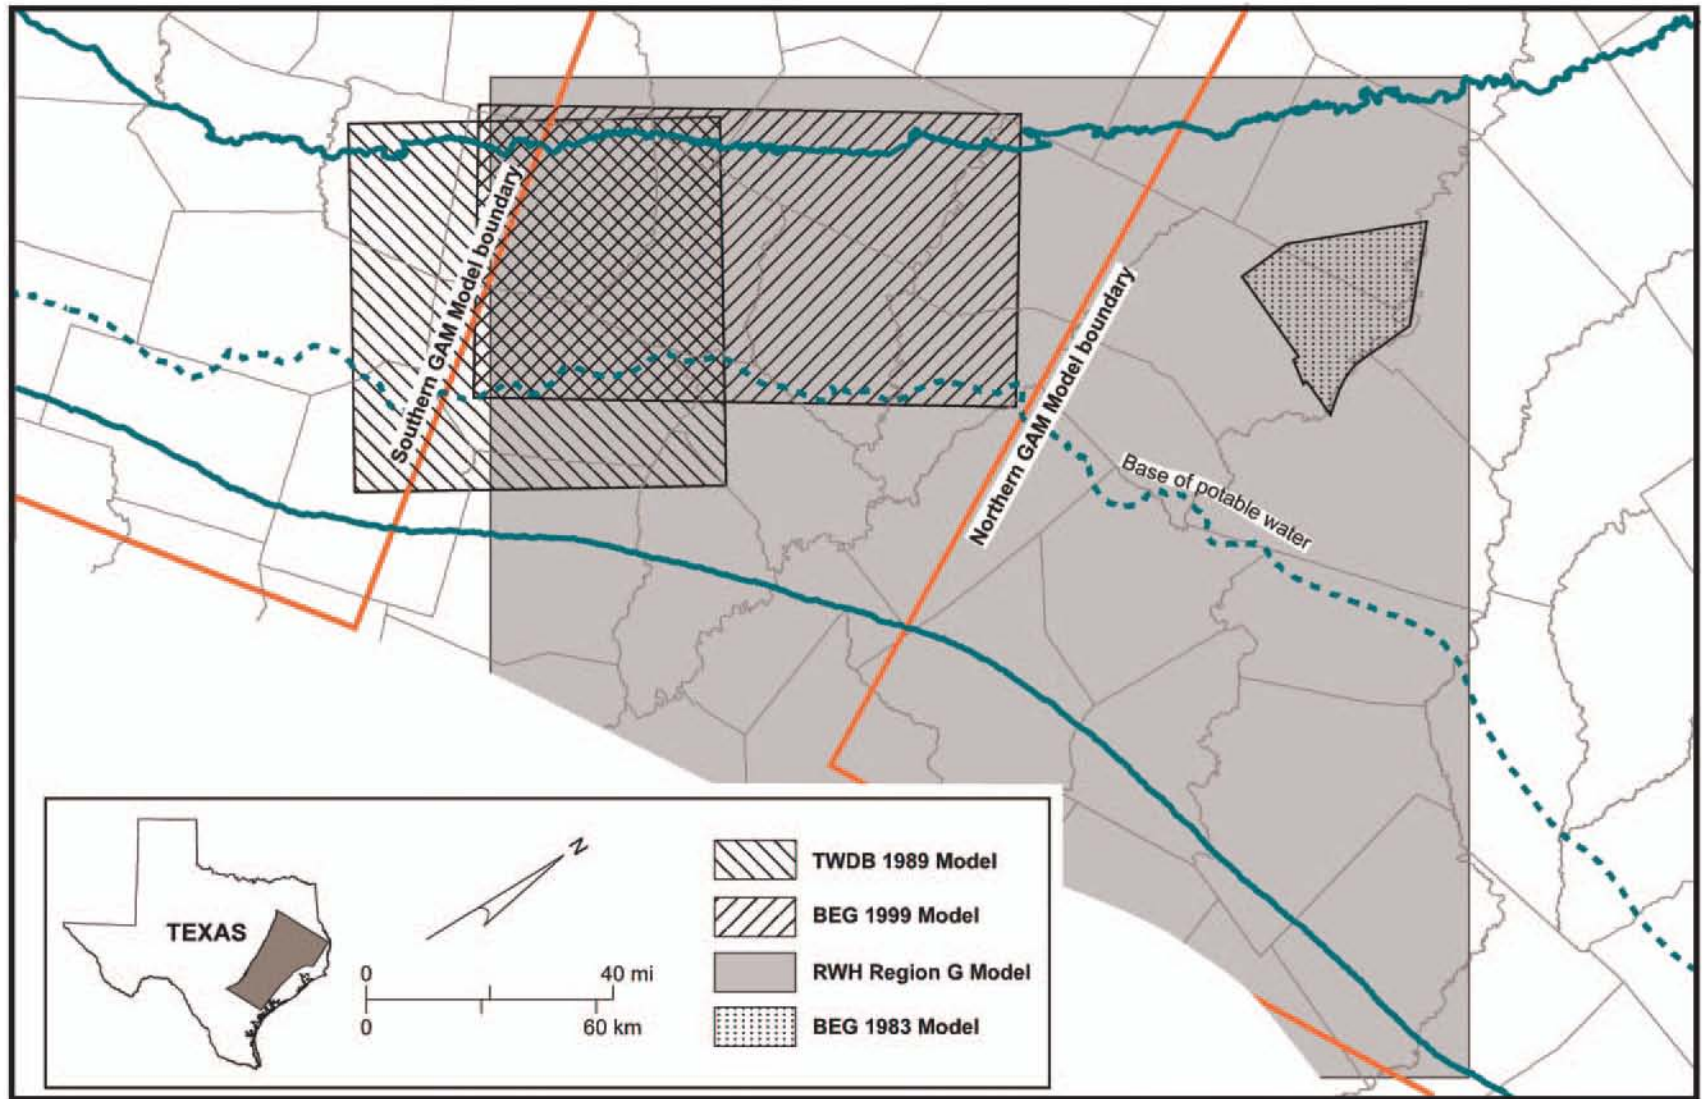 Southern GAM Model boundary
Northern GAM Model boundary
Base of potable water
TEXAS
N
0
40 mi
0
60 km
TWDB 1989 Model
BEG 1999 Model
RWH Region G Model
BEG 1983 Model